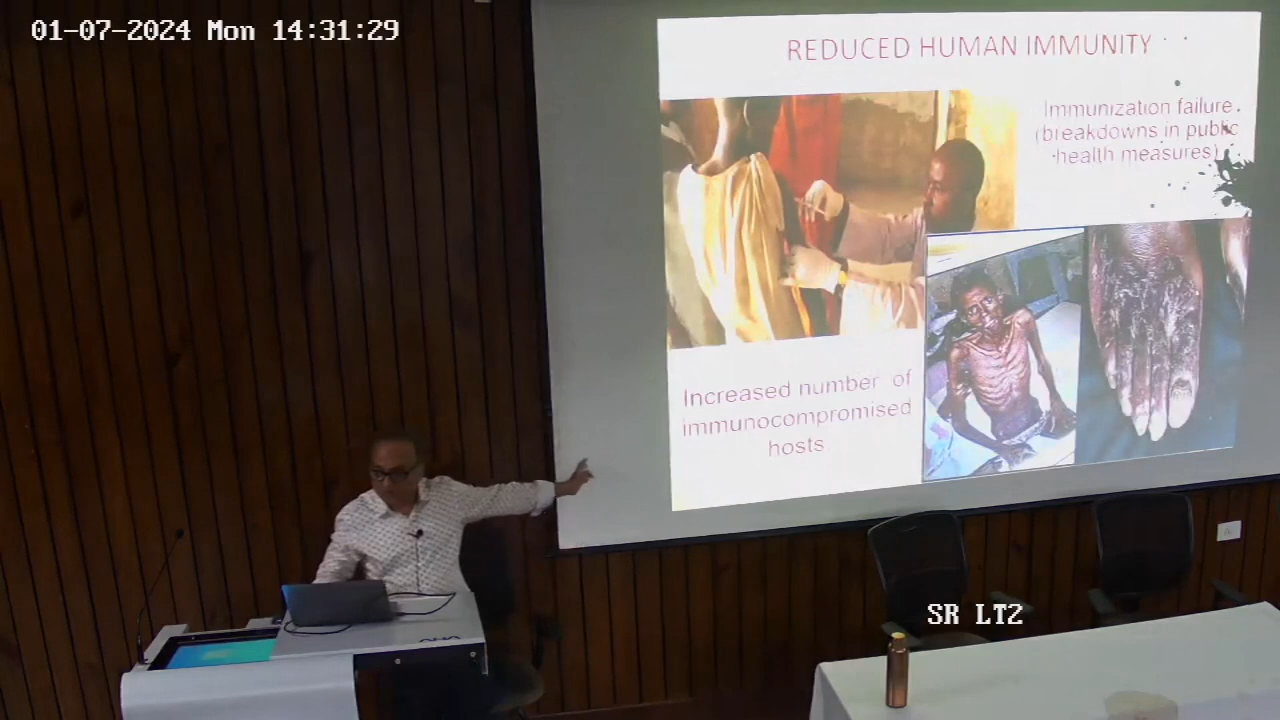 01-07-2024 Mon 14:31:29
REDUCED HUMAN IMMUNITY
Immunization failure
(breakdowns in public
health measures)
Increased number of
immunocompromised
hosts
SR LT2